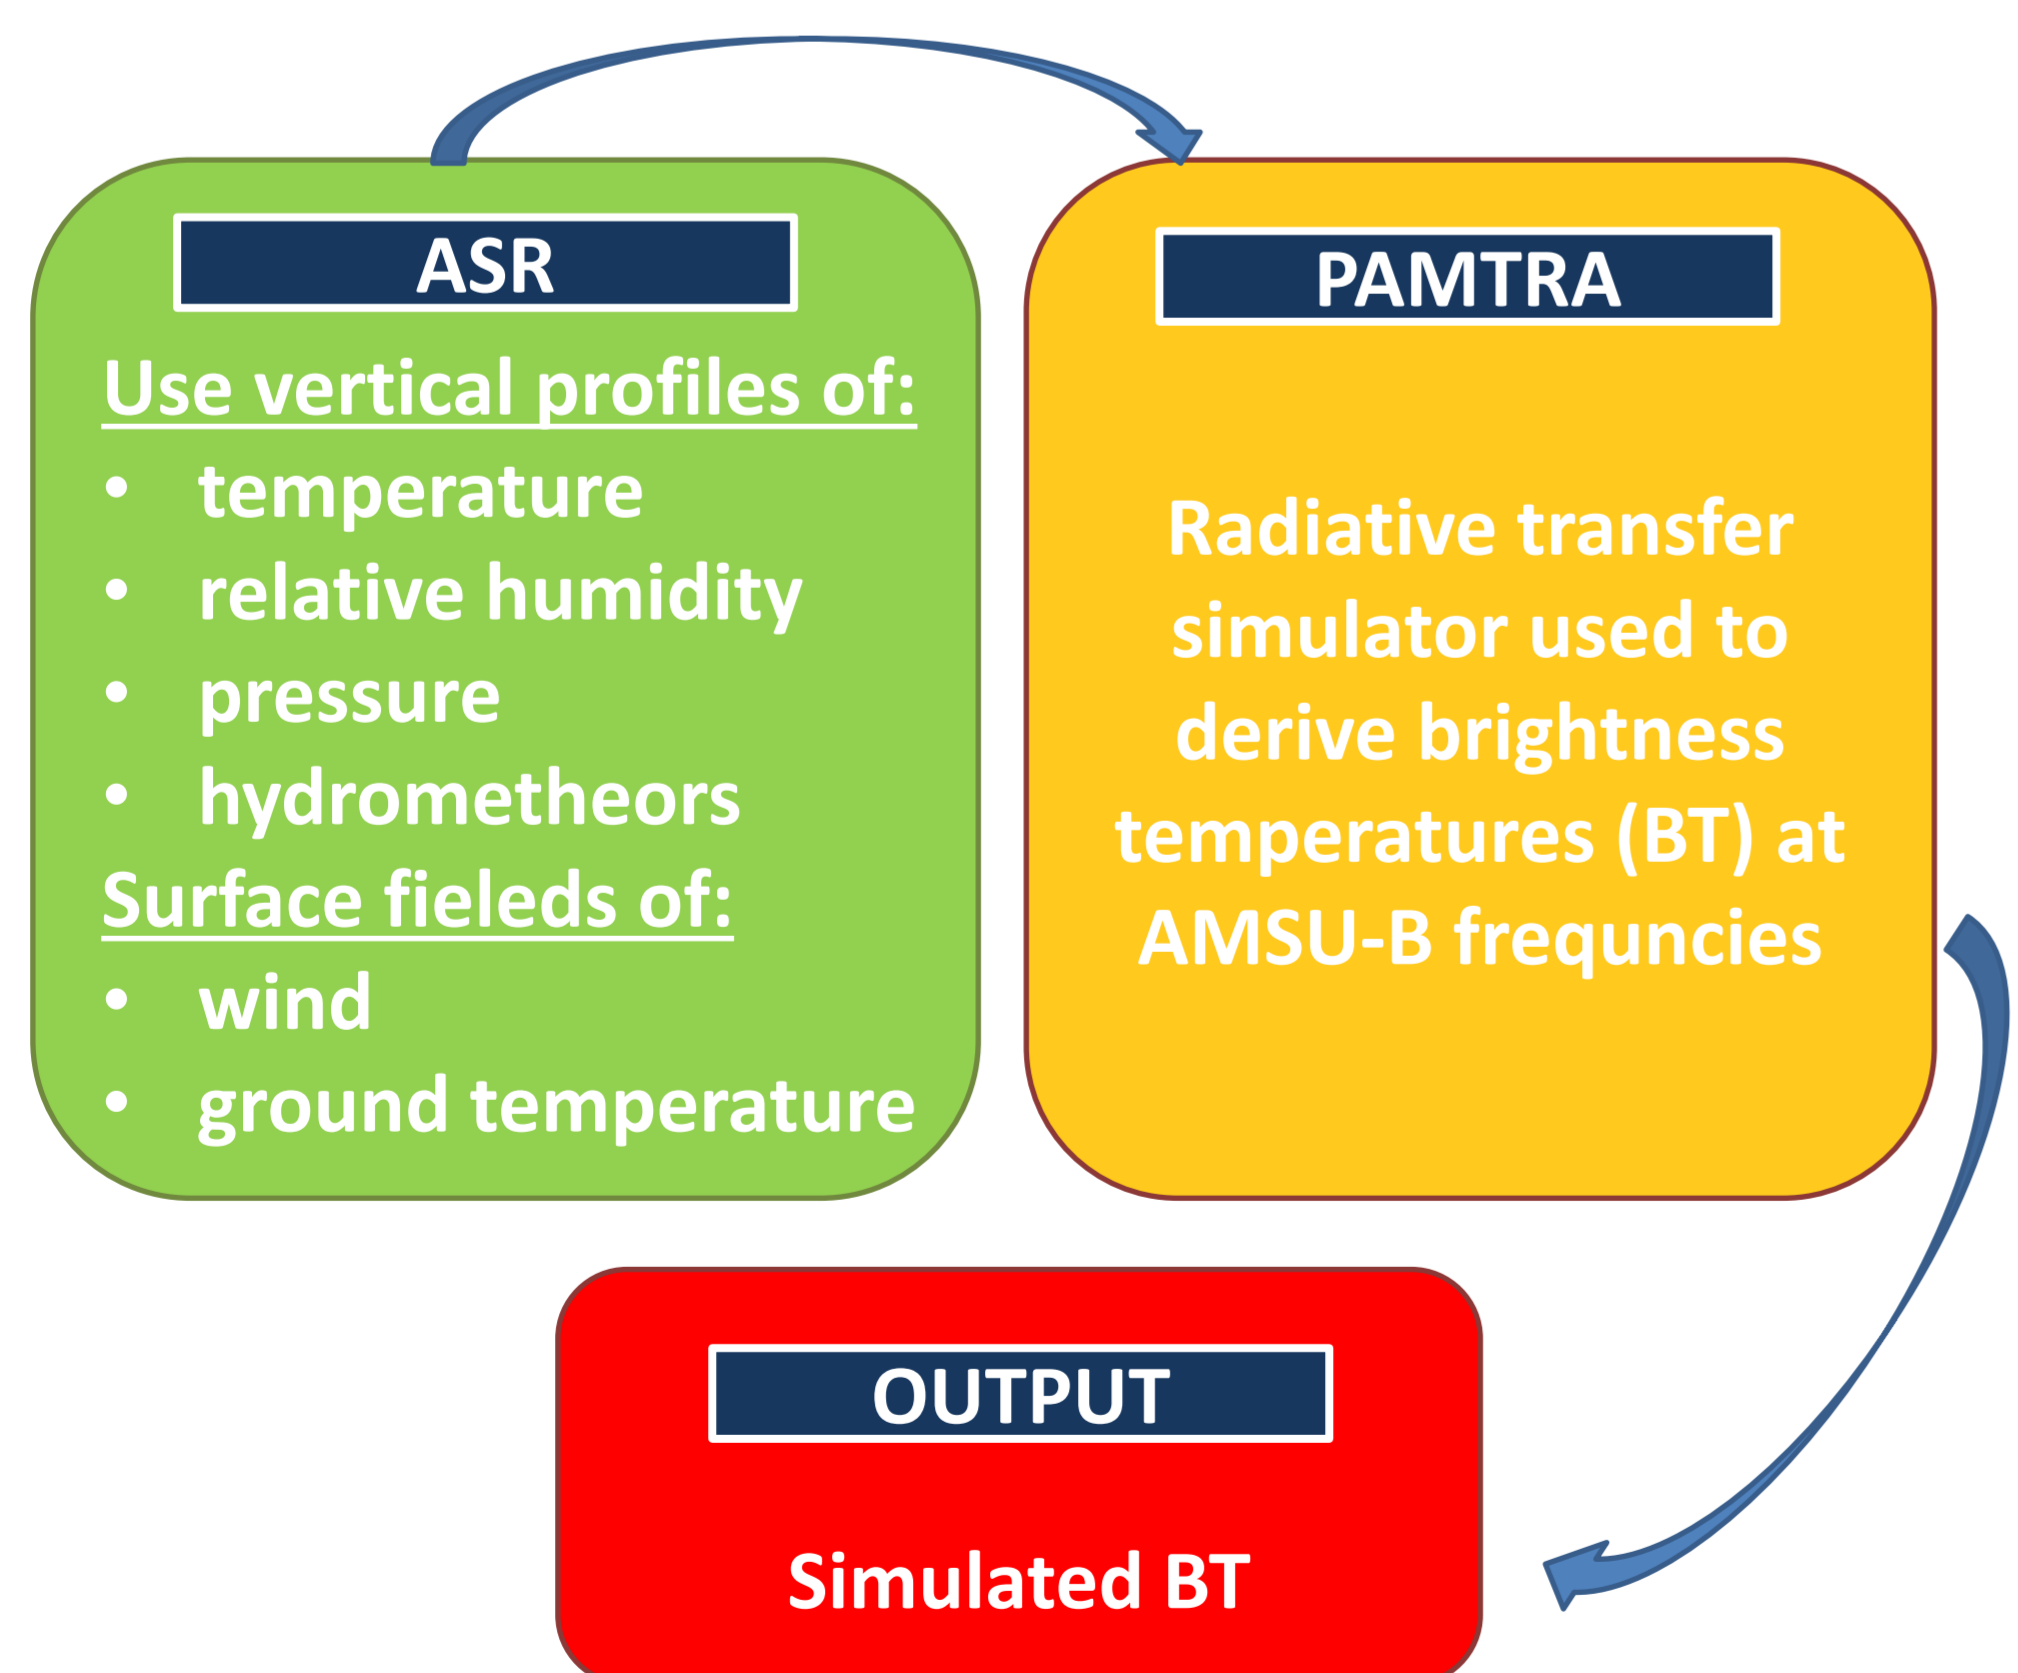 ASR
Use vertical profiles of:
• temperature
• relative humidity
• pressure
• hydrometheors
Surface fieleds of:
• wind
• ground temperature
PAMTRA
Radiative transfer
simulator used to
derive brightness
temperatures (BT) at
AMSU-B frequncies
OUTPUT
Simulated BT